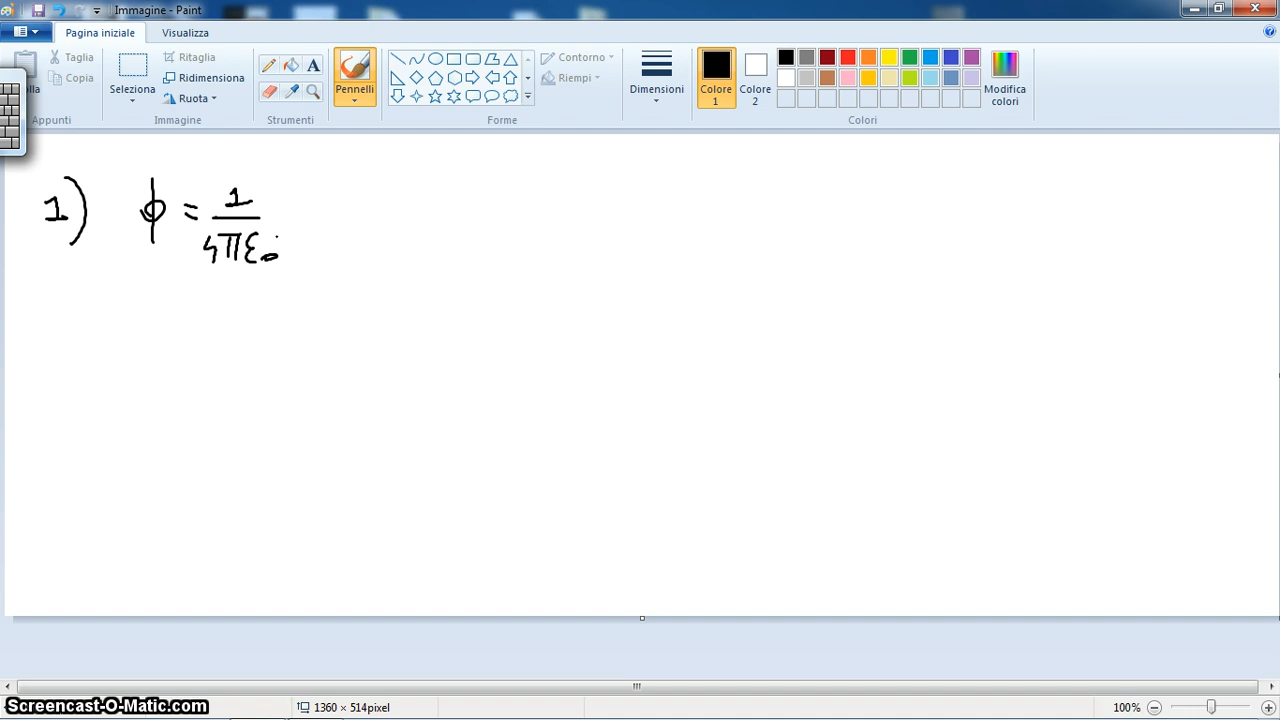 Immagine - Paint
Pagina iniziale Visualizza
Taglia
Copia
Appunti
Seleziona
Ridimensiona
Ruota
Immagine
Strumenti
Pennelli
Forme
Contorno
Riempi
Dimensioni
Colore 1
Colore 2
Modifica colori
Colori
1) ϕ = 1
4πε₀
Screencast-O-Matic.com
1360 × 514pixel
100%